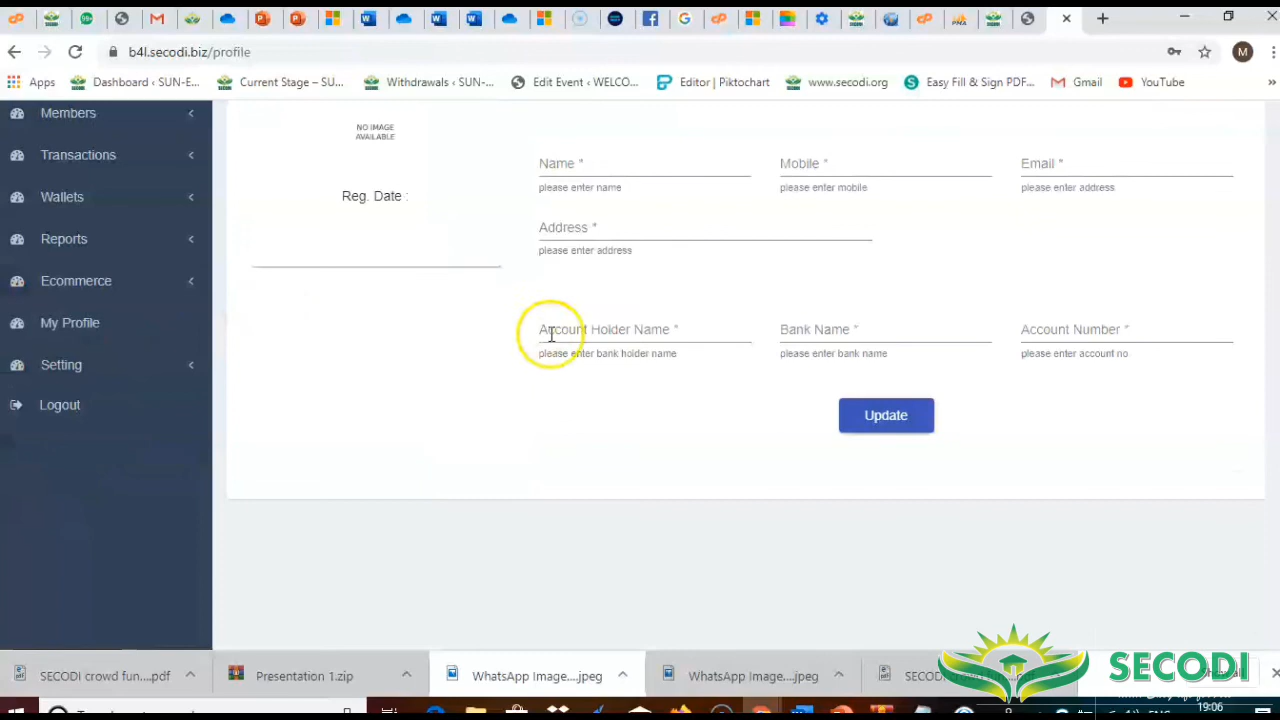 b4l.secodi.biz/profile
M
Apps Dashboard ‹ SUN-E... Current Stage – SU... Withdrawals ‹ SUN-... Edit Event ‹ WELCO... Editor | Piktochart www.secodi.org Easy Fill & Sign PDF... Gmail YouTube »
Members
Transactions
Wallets
Reports
Ecommerce
My Profile
Setting
Logout
NO IMAGE
AVAILABLE
Reg. Date :
Name * Mobile * Email *
please enter name please enter mobile please enter address
Address *
please enter address
Account Holder Name * Bank Name * Account Number *
please enter bank holder name please enter bank name please enter account no
Update
SECODI crowd fun....pdf Presentation 1.zip WhatsApp Image....jpeg WhatsApp Image....jpeg
SECODI
ENG 19:06